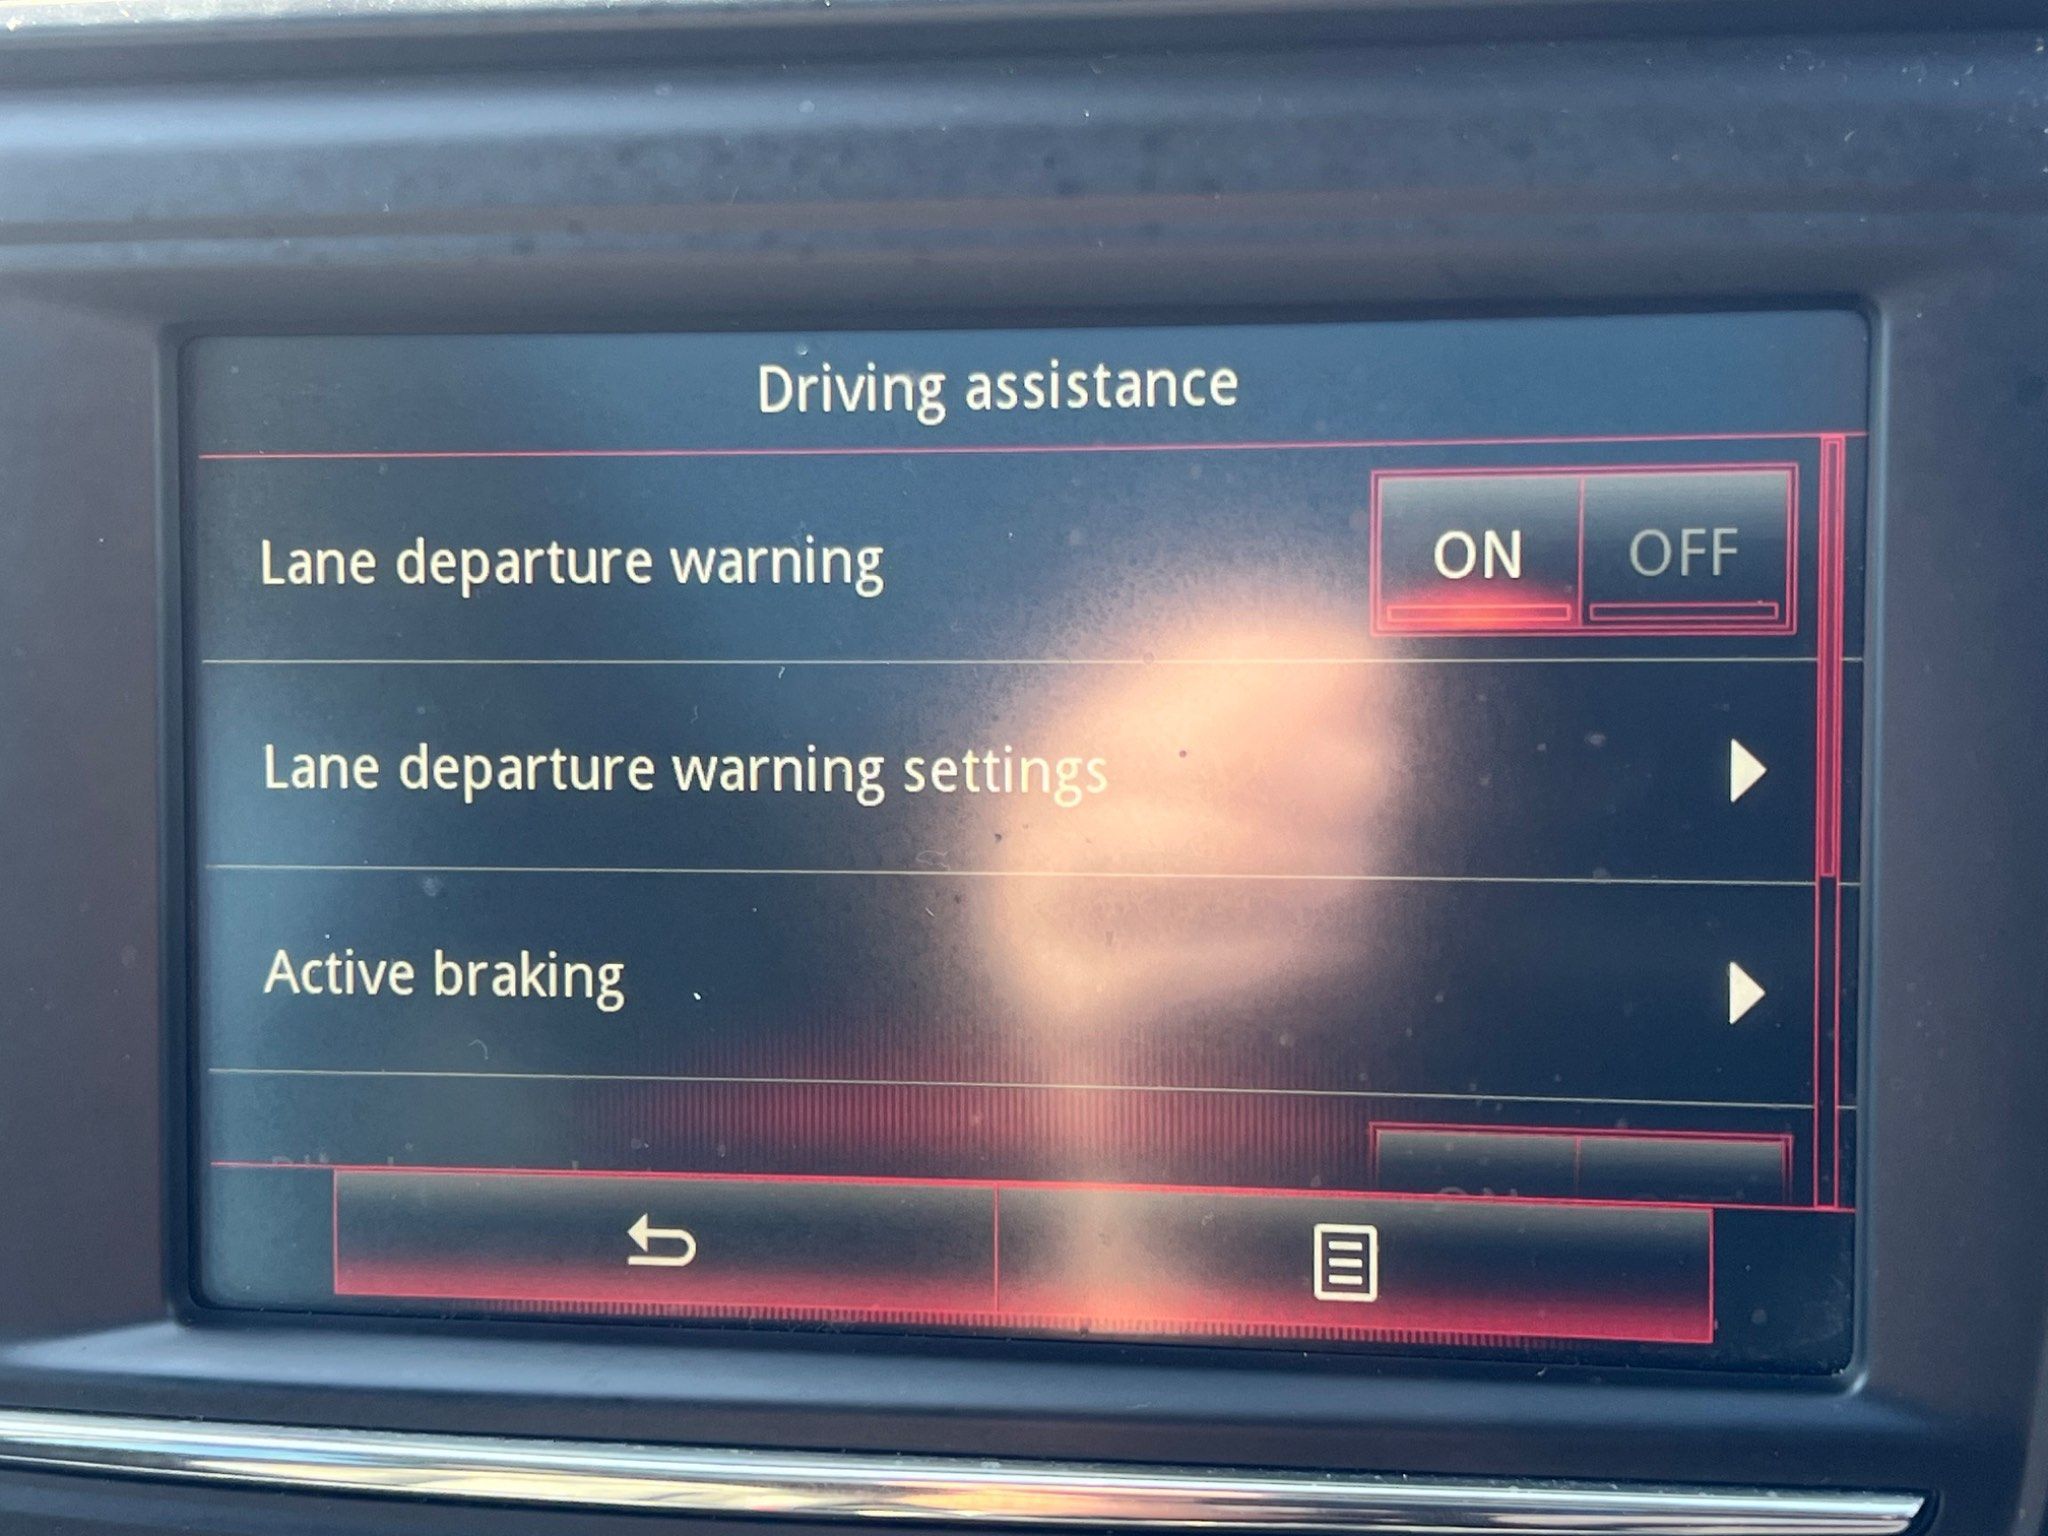 Driving assistance
Lane departure warning
ON OFF
Lane departure warning settings
Active braking